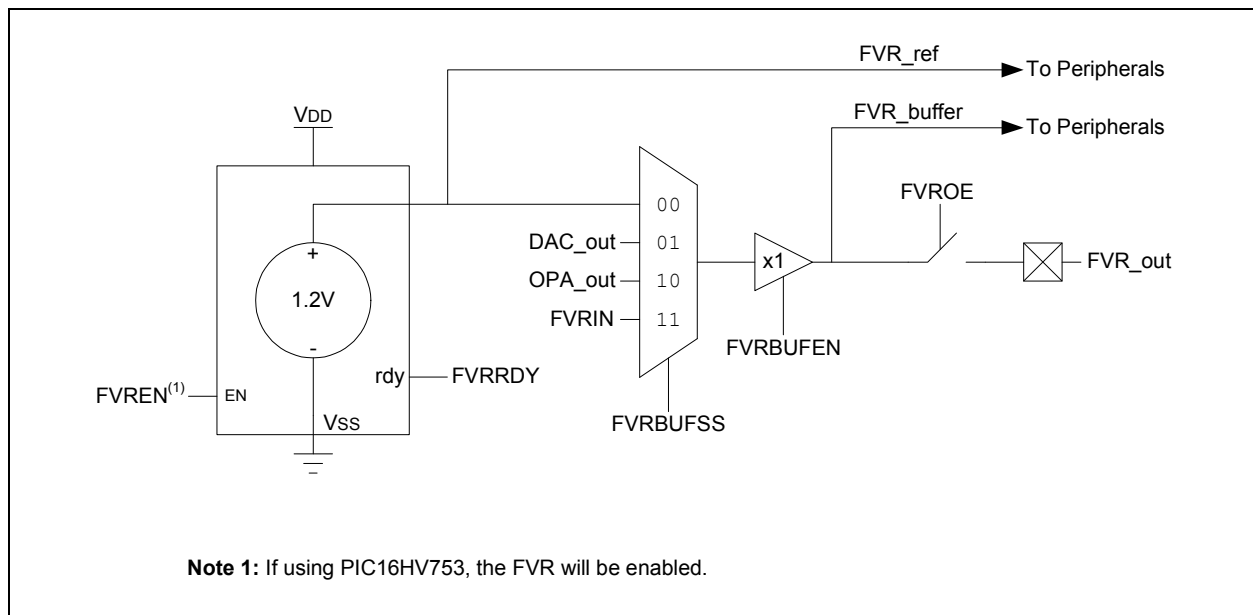 FVR_ref
To Peripherals
FVR_buffer
To Peripherals
VDD
FVROE
00
DAC_out
01
+
x1
FVR_out
OPA_out
10
1.2V
FVRIN
11
-
FVRBUFEN
rdy
FVRRDY
FVREN(1)
EN
VSS
FVRBUFSS
Note 1: If using PIC16HV753, the FVR will be enabled.